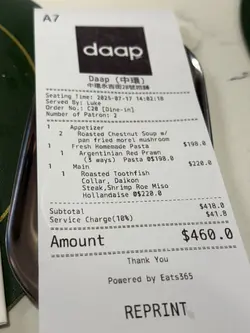 A7
daap
Daap (中環)
Seating Time: 2025-07-17 14:02:10
Served By: Luke
Order No.: C20 [Dine-in]
Number of Patron: 2
1 Appetizer
2 Roasted Chestnut Soup w/
pan fried morel mushroom
1 Fresh Homemade Pasta $198.0
1 Argentinian Red Prawn
(3 ways) Pasta @$198.0
1 Main $220.0
1 Roasted Toothfish
Collar, Daikon
Steak,Shrimp Roe Miso
Hollandaise @$220.0
Subtotal $418.0
Service Charge(10%) $41.8
Amount $460.0
Thank You
Powered by Eats365
REPRINT